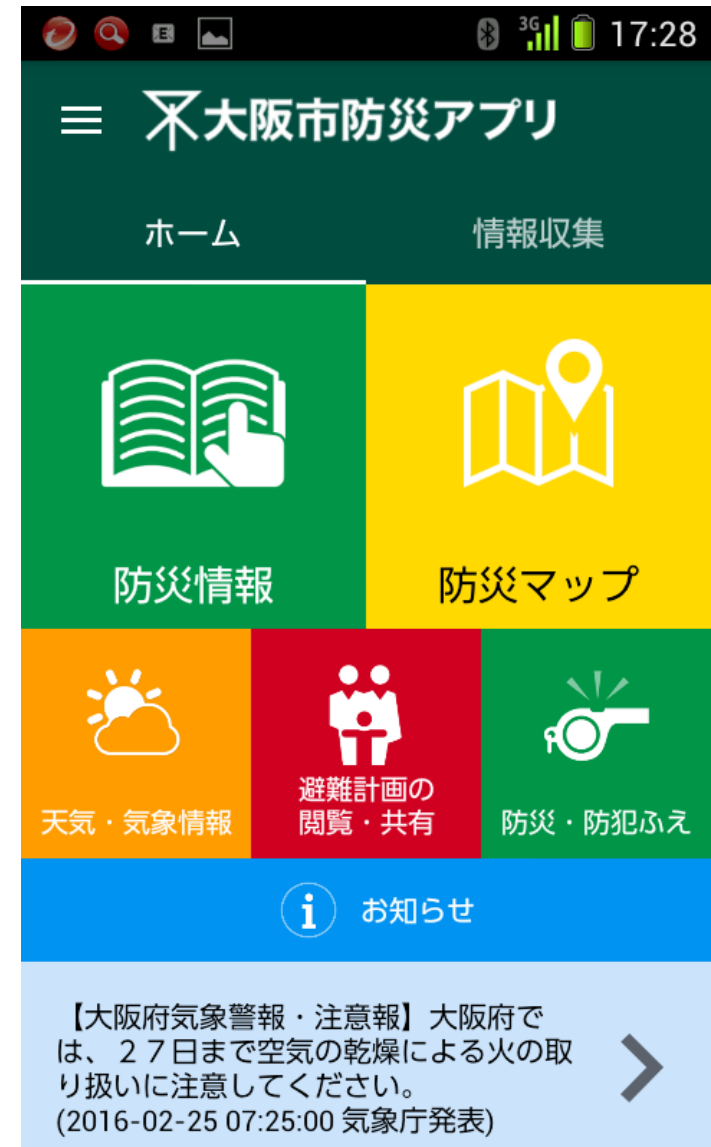 3G 17:28
大阪市防災アプリ
ホーム 情報収集
防災情報 防災マップ
天気・気象情報
避難計画の
閲覧・共有
防災・防犯ふえ
i お知らせ
【大阪府気象警報・注意報】大阪府で
は、２７日まで空気の乾燥による火の取
り扱いに注意してください。
(2016-02-25 07:25:00 気象庁発表)